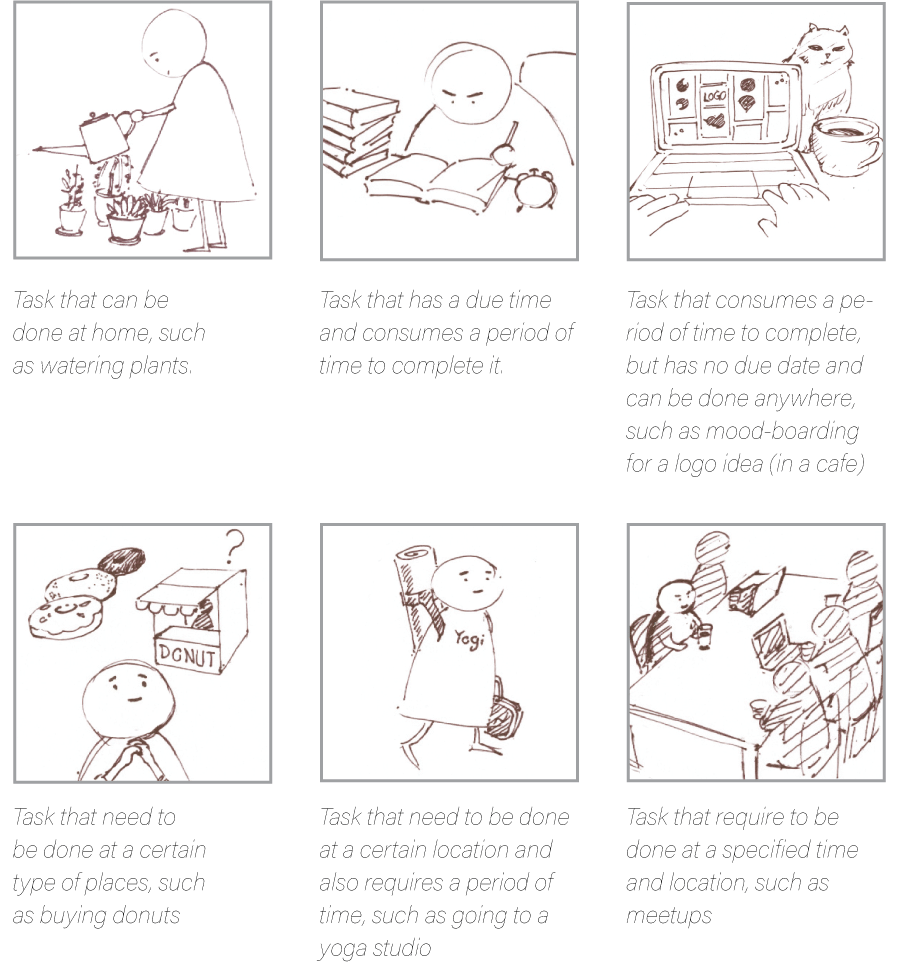 LOGO
Task that can be
done at home, such
as watering plants.
Task that has a due time
and consumes a period of
time to complete it.
Task that consumes a pe-
riod of time to complete,
but has no due date and
can be done anywhere,
such as mood-boarding
for a logo idea (in a cafe)
?
DONUT
Yogi
Task that need to
be done at a certain
type of places, such
as buying donuts
Task that need to be done
at a certain location and
also requires a period of
time, such as going to a
yoga studio
Task that require to be
done at a specified time
and location, such as
meetups